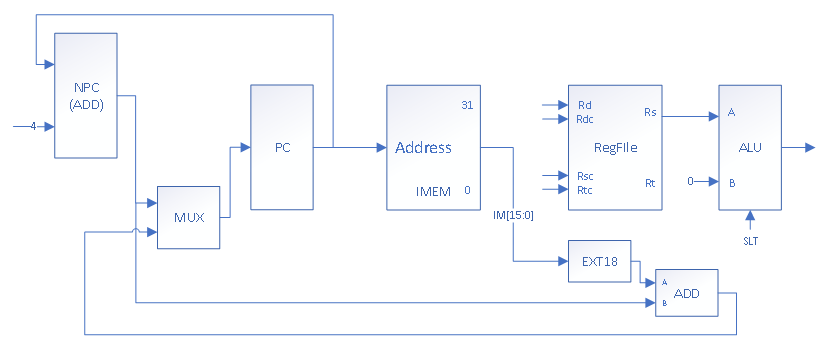 NPC
(ADD)
4
MUX
PC
31
Address
IMEM
0
IM[15:0]
Rd
Rdc
Rsc
Rtc
RegFIle
Rs
Rt
EXT18
A
B
ADD
0
A
ALU
B
SLT